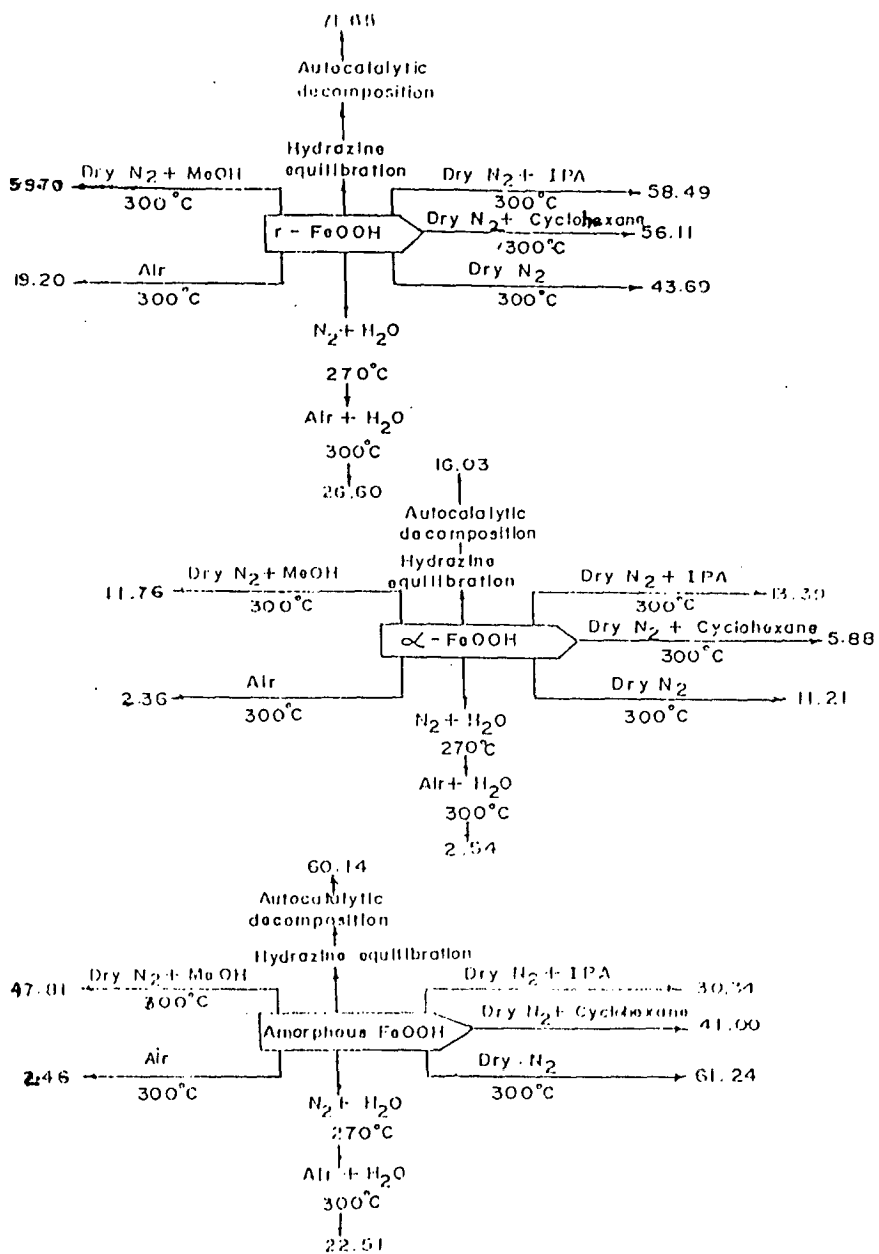 71.68
Autocatalytic
decomposition
Hydrazine
equilibration
59.70
Dry N2 + MeOH
300°C
Dry N2 + IPA
300°C
58.49
r - FeOOH
Dry N2 + Cyclohexane
300°C
56.11
19.20
Air
300°C
Dry N2
300°C
43.69
N2 + H2O
270°C
Air + H2O
300°C
26.60
16.03
Autocatalytic
decomposition
Hydrazine
equilibration
11.76
Dry N2 + MeOH
300°C
Dry N2 + IPA
300°C
13.39
α - FeOOH
Dry N2 + Cyclohexane
300°C
5.88
2.36
Air
300°C
Dry N2
300°C
11.21
N2 + H2O
270°C
Air + H2O
300°C
2.54
60.14
Autocatalytic
decomposition
Hydrazine equilibration
47.81
Dry N2 + MeOH
300°C
Dry N2 + IPA
30.34
Amorphous FeOOH
Dry N2 + Cyclohexane
41.00
2.46
Air
300°C
Dry N2
300°C
61.24
N2 + H2O
270°C
Air + H2O
300°C
22.51